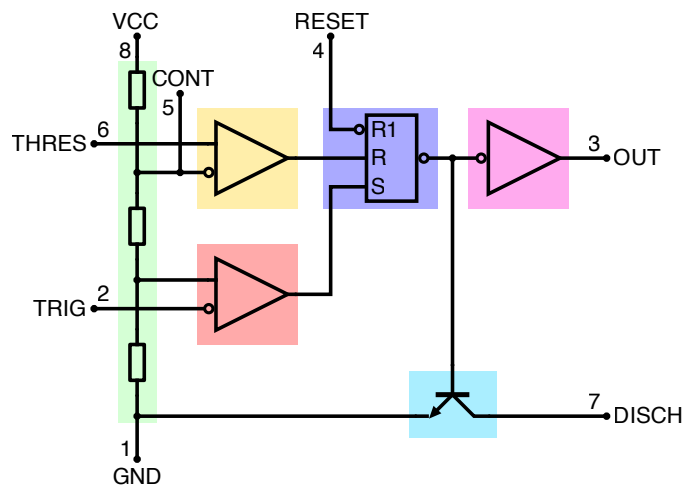 VCC
8
RESET
4
CONT
5
THRES
6
R1
R
S
3
OUT
2
TRIG
7
DISCH
1
GND